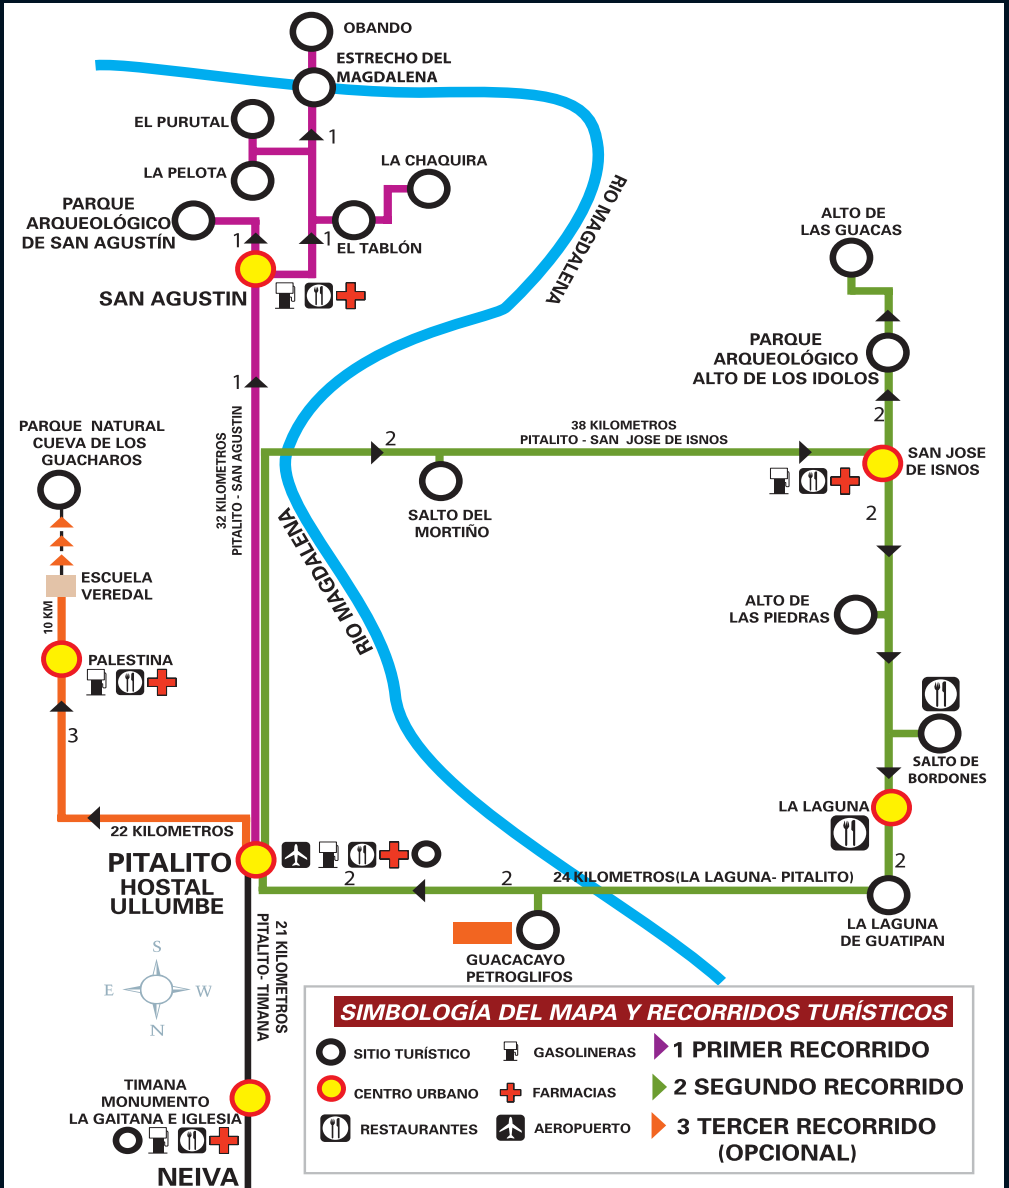 OBANDO
ESTRECHO DEL
MAGDALENA
EL PURUTAL
1
LA CHAQUIRA
LA PELOTA
PARQUE
ARQUEOLÓGICO
DE SAN AGUSTÍN
1
1
EL TABLÓN
RIO MAGDALENA
ALTO DE
LAS GUACAS
SAN AGUSTIN
PARQUE
ARQUEOLÓGICO
ALTO DE LOS IDOLOS
1
2
PARQUE NATURAL
CUEVA DE LOS
GUACHAROS
32 KILOMETROS
PITALITO - SAN AGUSTIN
2
38 KILOMETROS
PITALITO - SAN JOSE DE ISNOS
SAN JOSE
DE ISNOS
SALTO DEL
MORTIÑO
2
RIO MAGDALENA
ESCUELA
VEREDAL
10 KM
ALTO DE
LAS PIEDRAS
PALESTINA
3
SALTO DE
BORDONES
LA LAGUNA
22 KILOMETROS
PITALITO
HOSTAL
ULLUMBE
2
2
24 KILOMETROS(LA LAGUNA- PITALITO)
2
LA LAGUNA
DE GUATIPAN
21 KILOMETROS
PITALITO- TIMANA
GUACACAYO
PETROGLIFOS
S
E
W
N
SIMBOLOGÍA DEL MAPA Y RECORRIDOS TURÍSTICOS
SITIO TURÍSTICO
GASOLINERAS
1 PRIMER RECORRIDO
CENTRO URBANO
FARMACIAS
2 SEGUNDO RECORRIDO
RESTAURANTES
AEROPUERTO
3 TERCER RECORRIDO
(OPCIONAL)
TIMANA
MONUMENTO
LA GAITANA E IGLESIA
NEIVA